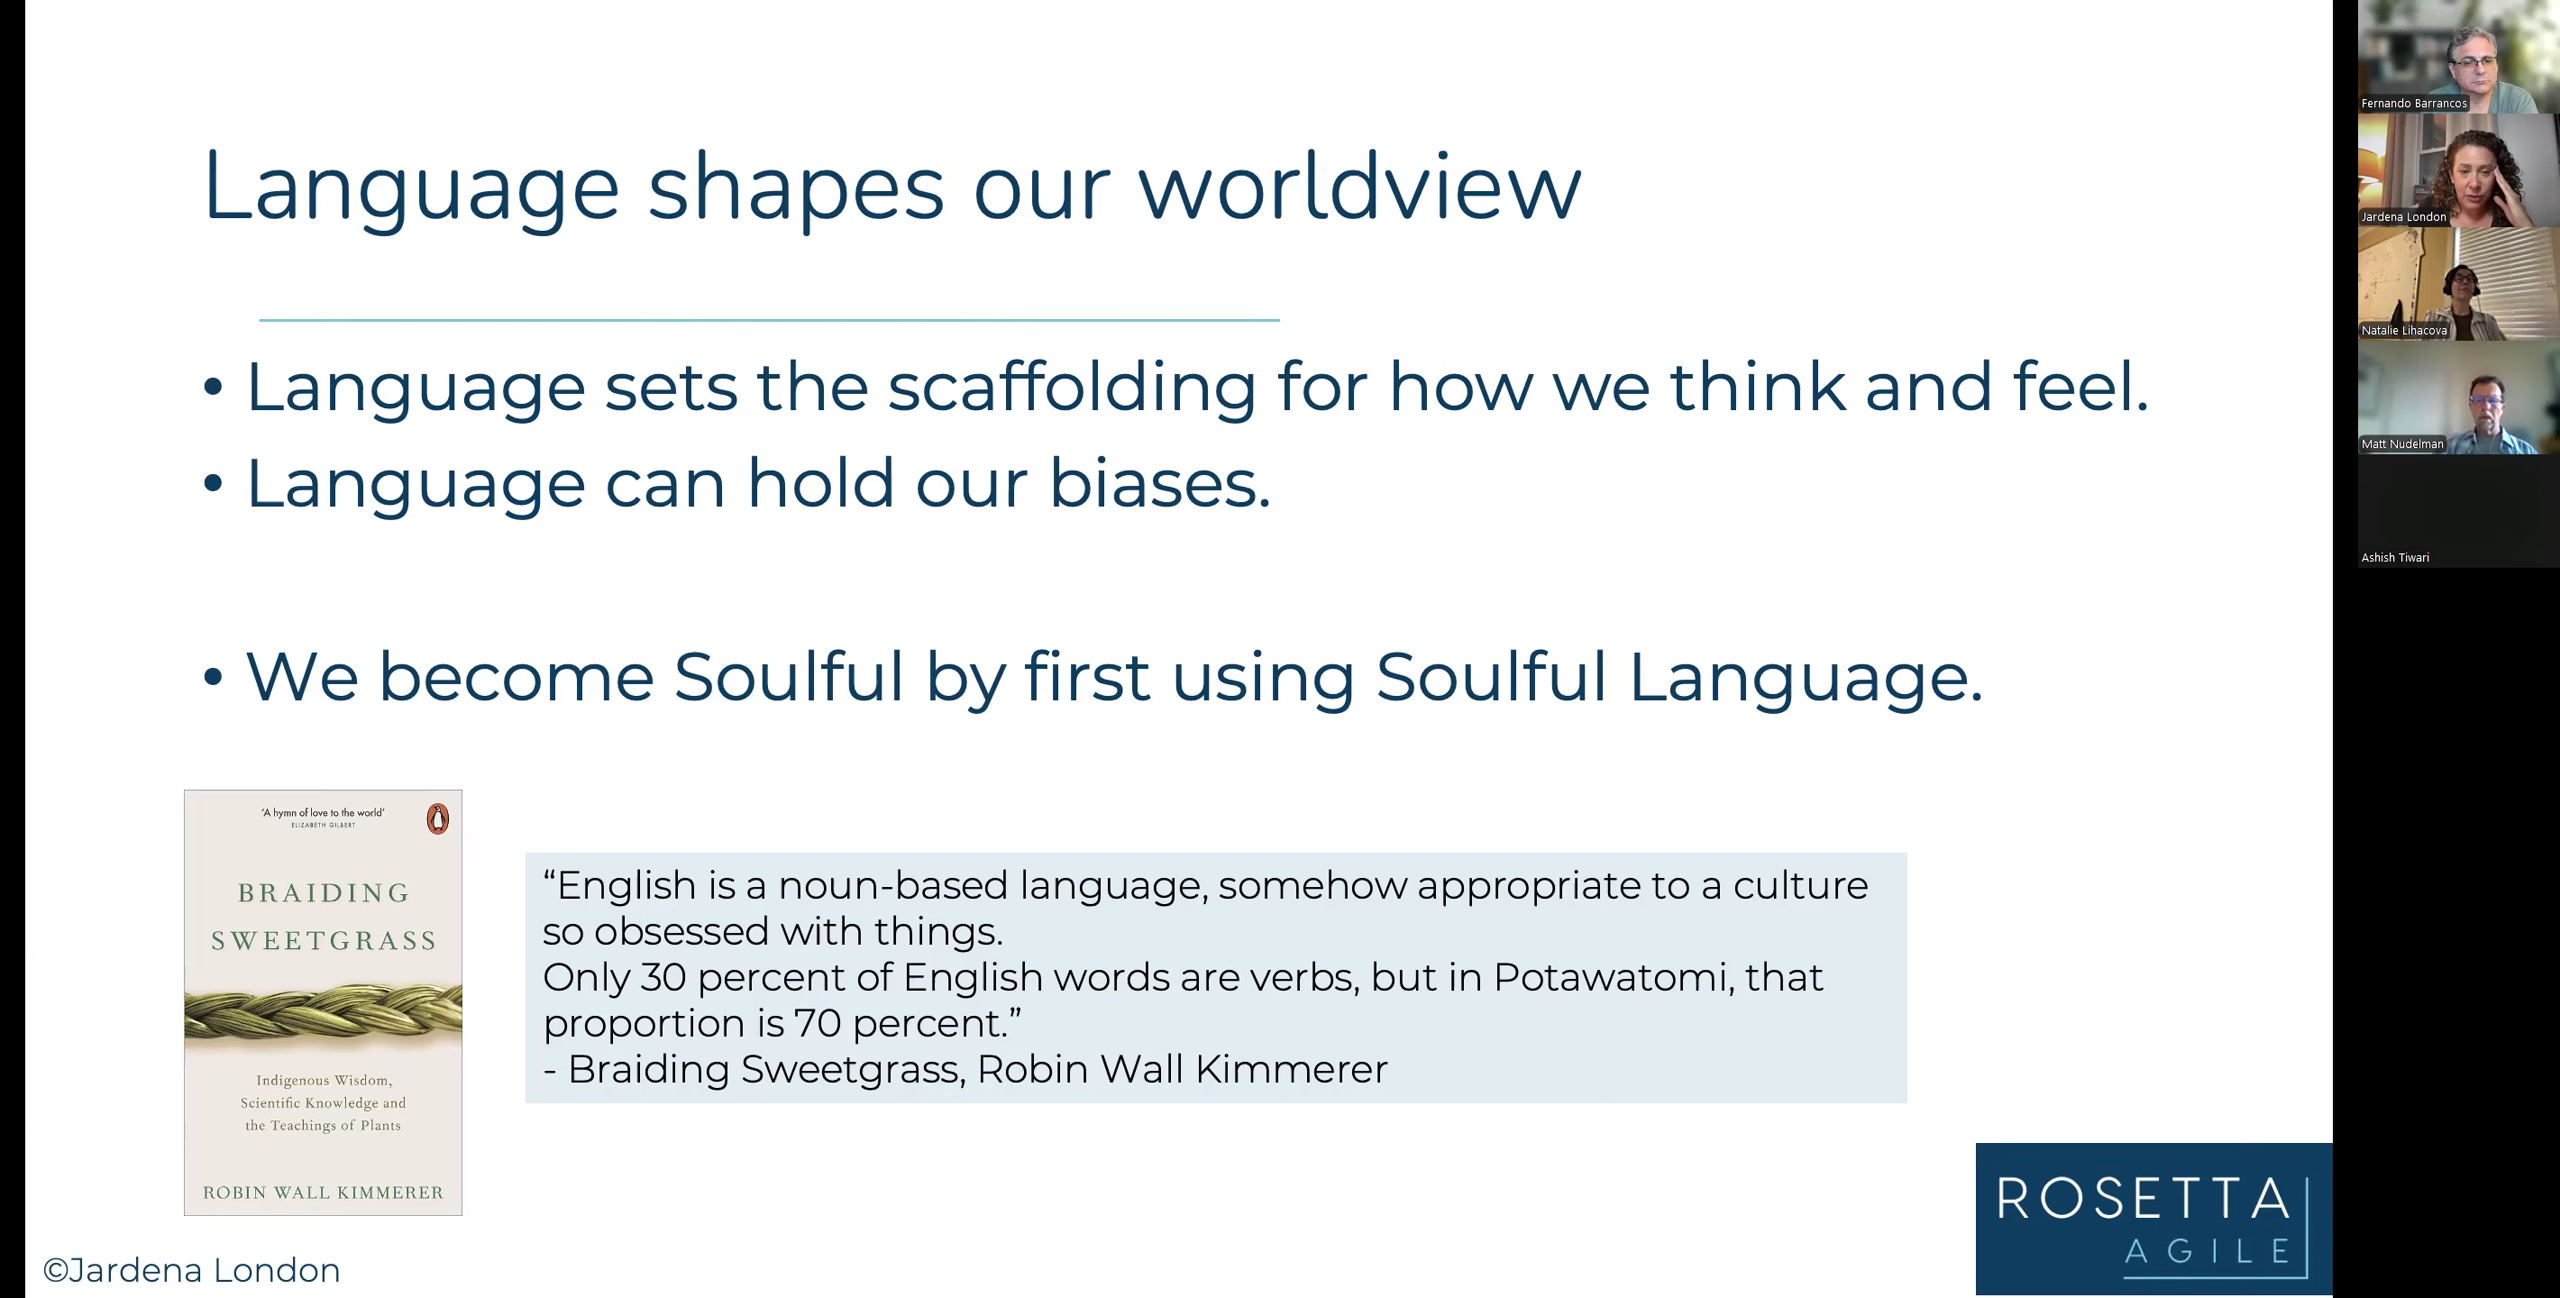 Language shapes our worldview
• Language sets the scaffolding for how we think and feel.
• Language can hold our biases.
• We become Soulful by first using Soulful Language.
'A hymn of love to the world'
ELIZABETH GILBERT
BRAIDING
SWEETGRASS
Indigenous Wisdom,
Scientific Knowledge and
the Teachings of Plants
ROBIN WALL KIMMERER
“English is a noun-based language, somehow appropriate to a culture
so obsessed with things.
Only 30 percent of English words are verbs, but in Potawatomi, that
proportion is 70 percent.”
- Braiding Sweetgrass, Robin Wall Kimmerer
©Jardena London
ROSETTA
AGILE
Fernando Barrancos
Jardena London
Natalie Lihacova
Matt Nudelman
Ashish Tiwari